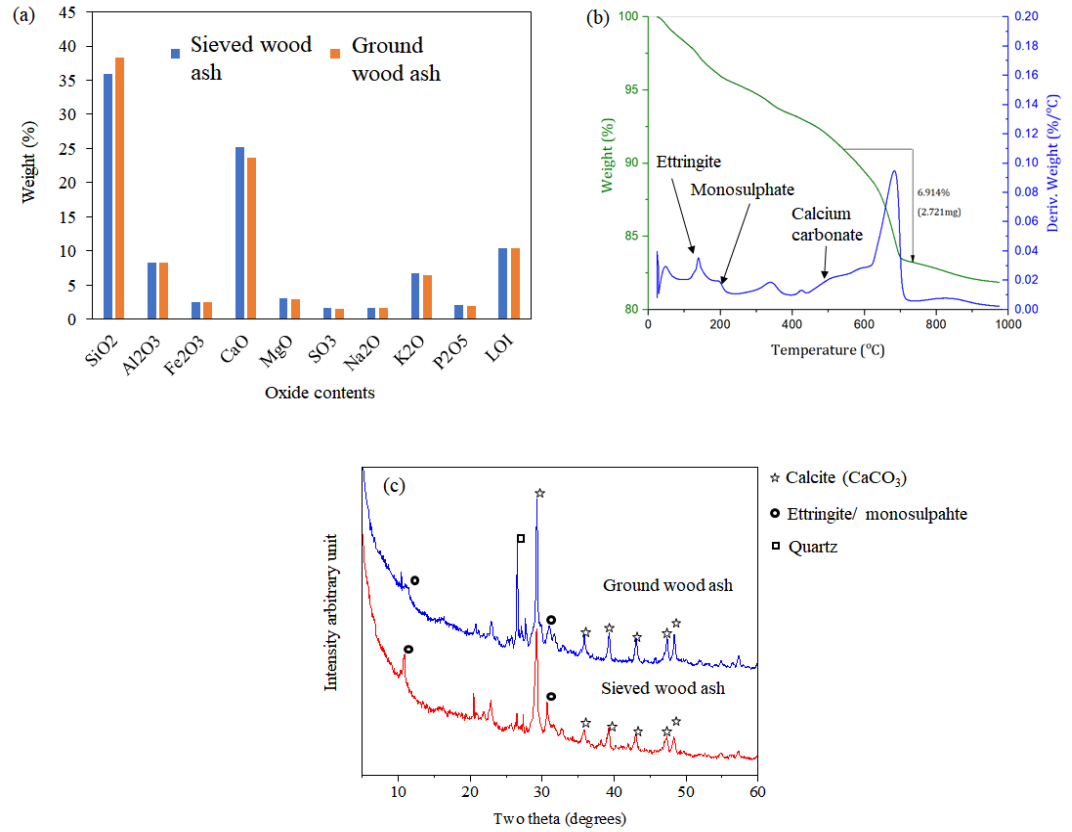 (a)
45
40
35
30
25
20
15
10
5
0
Weight (%)
Sieved wood
ash
Ground
wood ash
SiO2
Al2O3
Fe2O3
CaO
MgO
SO3
Na2O
K2O
P2O5
LOI
Oxide contents
(b)
100
95
90
85
80
Weight (%)
Ettringite
Monosulphate
Calcium
carbonate
6.914%
(2.721mg)
0.20
0.18
0.16
0.14
0.12
0.10
0.08
0.06
0.04
0.02
0.00
Deriv. Weight (%/°C)
0 200 400 600 800 1000
Temperature (°C)
(c)
Intensity arbitrary unit
Ground wood ash
Sieved wood ash
10 20 30 40 50 60
Two theta (degrees)
Calcite (CaCO3)
Ettringite/ monosulpahte
Quartz